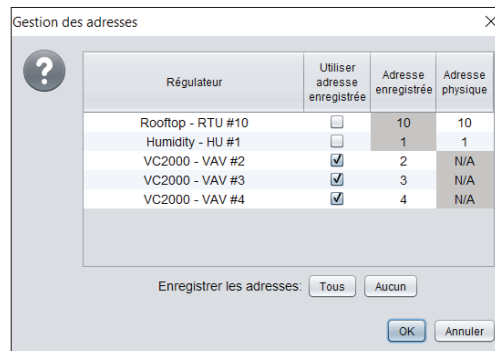 Gestion des adresses
Régulateur
Utiliser adresse enregistrée
Adresse enregistrée
Adresse physique
Rooftop - RTU #10 10 10
Humidity - HU #1 1 1
VC2000 - VAV #2 2 N/A
VC2000 - VAV #3 3 N/A
VC2000 - VAV #4 4 N/A
Enregistrer les adresses: Tous Aucun
OK Annuler